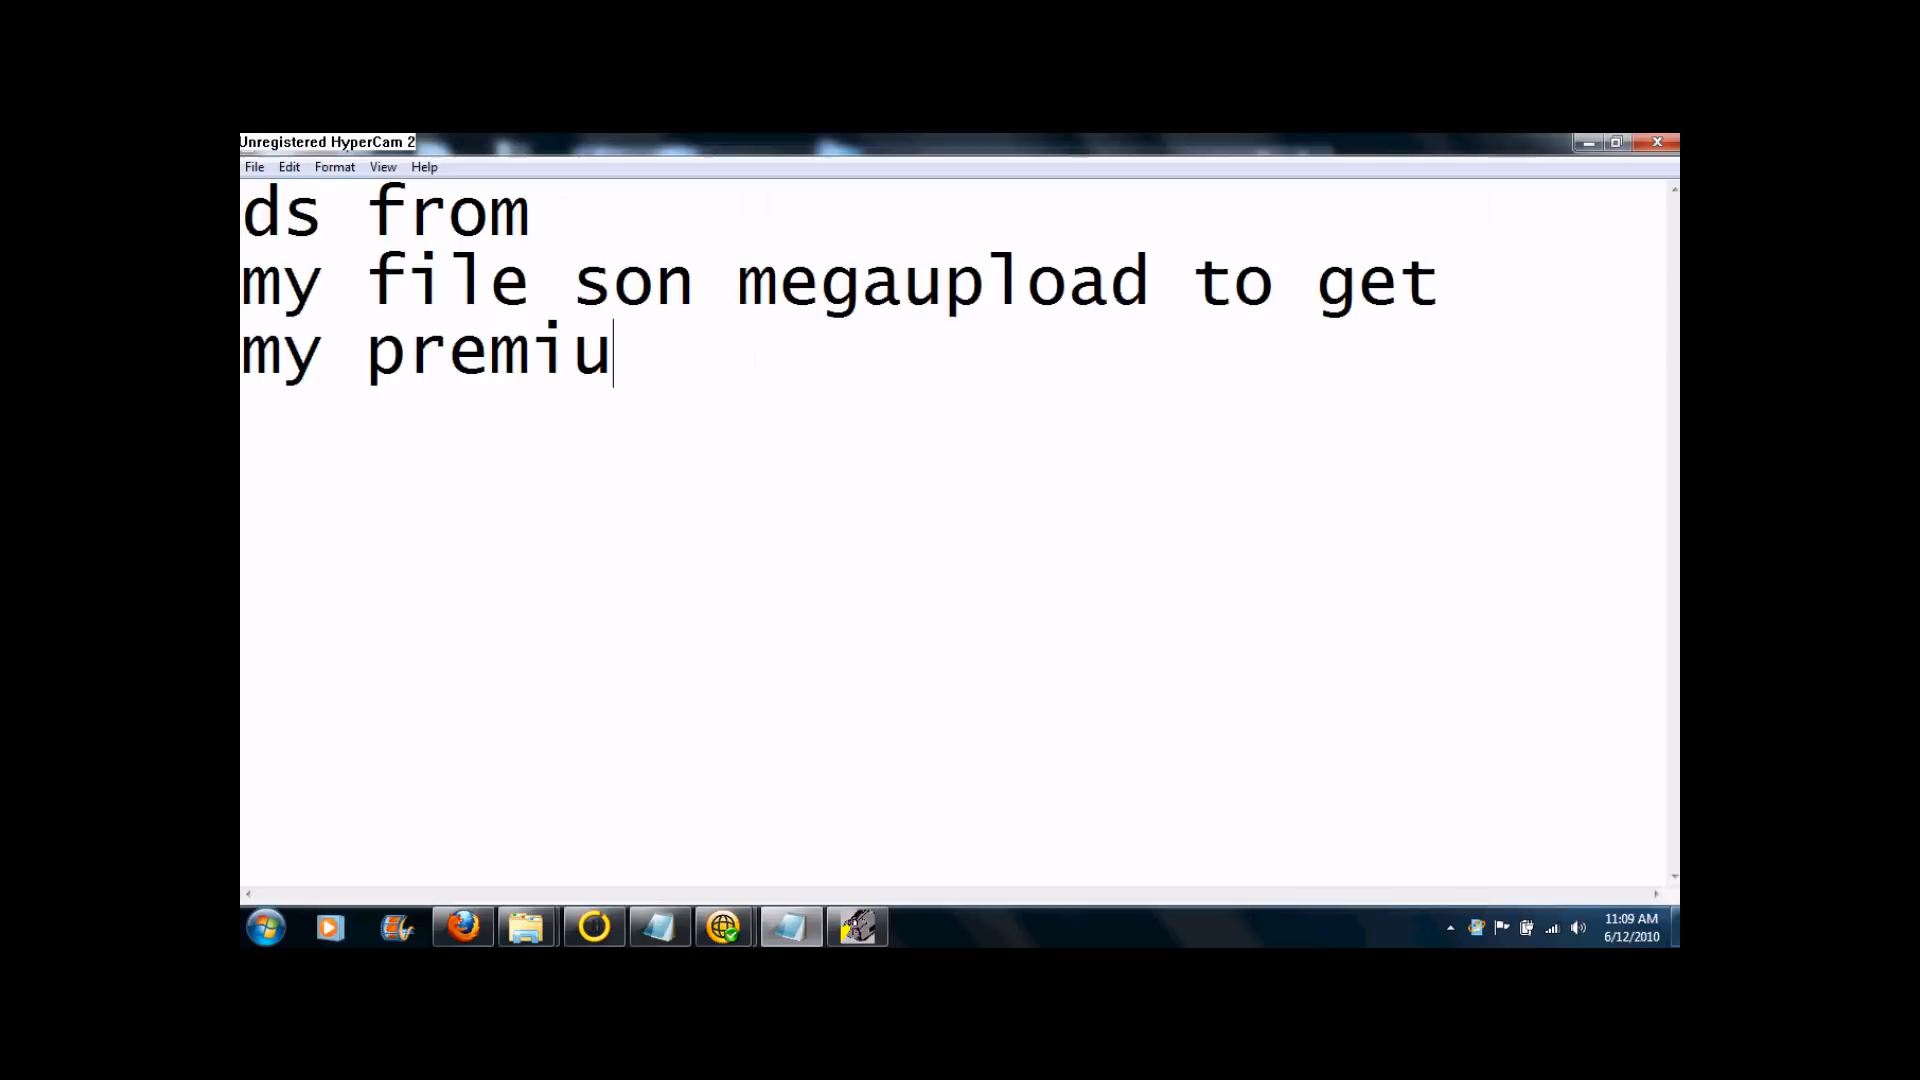 Unregistered HyperCam 2
File Edit Format View Help
ds from
my file son megaupload to get
my premiu
11:09 AM
6/12/2010